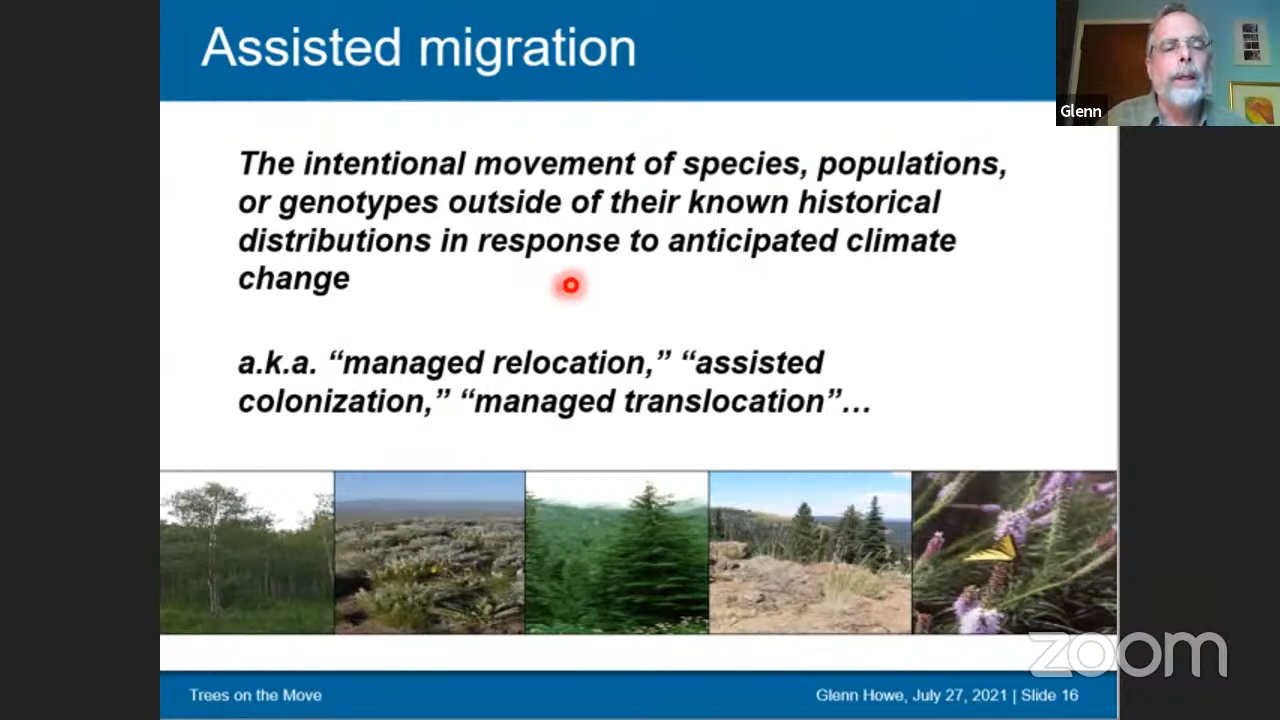 Assisted migration
Glenn
The intentional movement of species, populations,
or genotypes outside of their known historical
distributions in response to anticipated climate
change
a.k.a. “managed relocation,” “assisted
colonization,” “managed translocation”…
zoom
Trees on the Move
Glenn Howe, July 27, 2021 | Slide 16